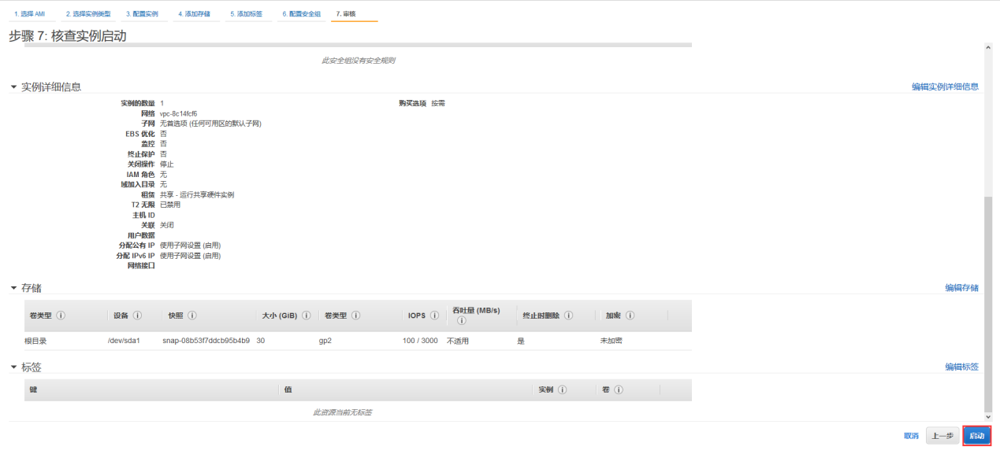 1. 选择 AMI 2. 选择实例类型 3. 配置实例 4. 添加存储 5. 添加标签 6. 配置安全组 7. 审核
步骤 7: 核查实例启动
此安全组没有安全规则
实例详细信息 编辑实例详细信息
实例的数量 1 购买选项 按需
网络 vpc-8c14fcf6
子网 无首选项 (任何可用区的默认子网)
EBS 优化 否
监控 否
终止保护 否
关闭操作 停止
IAM 角色 无
域加入目录 无
租赁 共享 - 运行共享硬件实例
T2 无限 已禁用
主机 ID
关联 关闭
用户数据
分配公有 IP 使用子网设置 (启用)
分配 IPv6 IP 使用子网设置 (启用)
网络接口
存储 编辑存储
卷类型 设备 快照 大小 (GiB) 卷类型 IOPS 吞吐量 (MB/s) 终止时删除 加密
根目录 /dev/sda1 snap-08b53f7ddcb95b4b9 30 gp2 100 / 3000 不适用 是 未加密
标签 编辑标签
键 值 实例 卷
此资源当前无标签
取消 上一步 启动